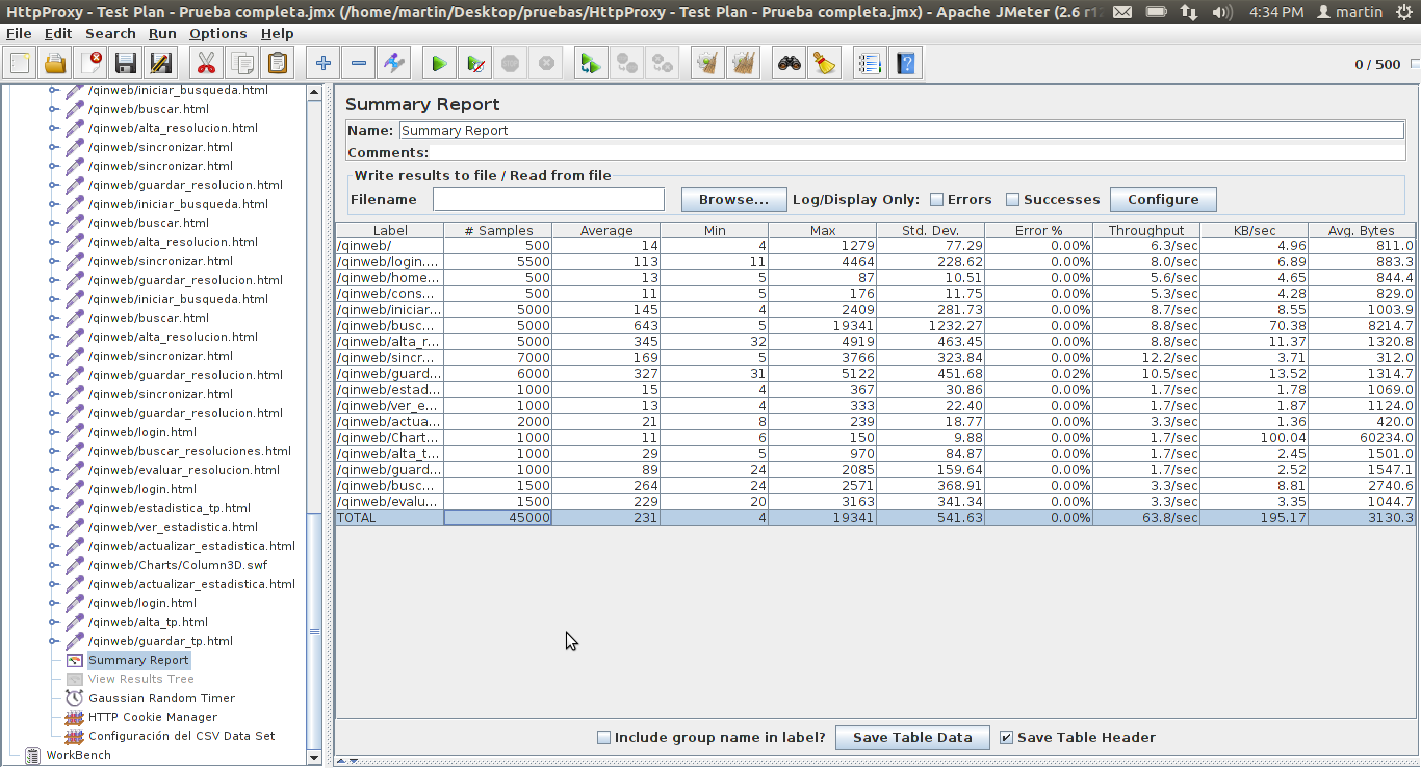 HttpProxy - Test Plan - Prueba completa.jmx (/home/martin/Desktop/pruebas/HttpProxy - Test Plan - Prueba completa.jmx) - Apache JMeter (2.6 r12 4:34 PM martin
File Edit Search Run Options Help
0 / 500
/qinweb/iniciar_busqueda.html
/qinweb/buscar.html
/qinweb/alta_resolucion.html
/qinweb/sincronizar.html
/qinweb/sincronizar.html
/qinweb/guardar_resolucion.html
/qinweb/iniciar_busqueda.html
/qinweb/buscar.html
/qinweb/alta_resolucion.html
/qinweb/sincronizar.html
/qinweb/guardar_resolucion.html
/qinweb/iniciar_busqueda.html
/qinweb/buscar.html
/qinweb/alta_resolucion.html
/qinweb/sincronizar.html
/qinweb/guardar_resolucion.html
/qinweb/sincronizar.html
/qinweb/guardar_resolucion.html
/qinweb/login.html
/qinweb/buscar_resoluciones.html
/qinweb/evaluar_resolucion.html
/qinweb/login.html
/qinweb/estadistica_tp.html
/qinweb/ver_estadistica.html
/qinweb/actualizar_estadistica.html
/qinweb/Charts/Column3D.swf
/qinweb/actualizar_estadistica.html
/qinweb/login.html
/qinweb/alta_tp.html
/qinweb/guardar_tp.html
Summary Report
View Results Tree
Gaussian Random Timer
HTTP Cookie Manager
Configuración del CSV Data Set
WorkBench
Summary Report
Name: Summary Report
Comments:
Write results to file / Read from file
Filename Browse... Log/Display Only: Errors Successes Configure
Label # Samples Average Min Max Std. Dev. Error % Throughput KB/sec Avg. Bytes
/qinweb/ 500 14 4 1279 77.29 0.00% 6.3/sec 4.96 811.0
/qinweb/login.... 5500 113 11 4464 228.62 0.00% 8.0/sec 6.89 883.3
/qinweb/home... 500 13 5 87 10.51 0.00% 5.6/sec 4.65 844.4
/qinweb/cons... 500 11 5 176 11.75 0.00% 5.3/sec 4.28 829.0
/qinweb/iniciar... 5000 145 4 2409 281.73 0.00% 8.7/sec 8.55 1003.9
/qinweb/busc... 5000 643 5 19341 1232.27 0.00% 8.8/sec 70.38 8214.7
/qinweb/alta_r... 5000 345 32 4919 463.45 0.00% 8.8/sec 11.37 1320.8
/qinweb/sincr... 7000 169 5 3766 323.84 0.00% 12.2/sec 3.71 312.0
/qinweb/guard... 6000 327 31 5122 451.68 0.02% 10.5/sec 13.52 1314.7
/qinweb/estad... 1000 15 4 367 30.86 0.00% 1.7/sec 1.78 1069.0
/qinweb/ver_e... 1000 13 4 333 22.40 0.00% 1.7/sec 1.87 1124.0
/qinweb/actua... 2000 21 8 239 18.77 0.00% 3.3/sec 1.36 420.0
/qinweb/Chart... 1000 11 6 150 9.88 0.00% 1.7/sec 100.04 60234.0
/qinweb/alta_t... 1000 29 5 970 84.87 0.00% 1.7/sec 2.45 1501.0
/qinweb/guard... 1000 89 24 2085 159.64 0.00% 1.7/sec 2.52 1547.1
/qinweb/busc... 1500 264 24 2571 368.91 0.00% 3.3/sec 8.81 2740.6
/qinweb/evalu... 1500 229 20 3163 341.34 0.00% 3.3/sec 3.35 1044.7
TOTAL 45000 231 4 19341 541.63 0.00% 63.8/sec 195.17 3130.3
Include group name in label? Save Table Data Save Table Header